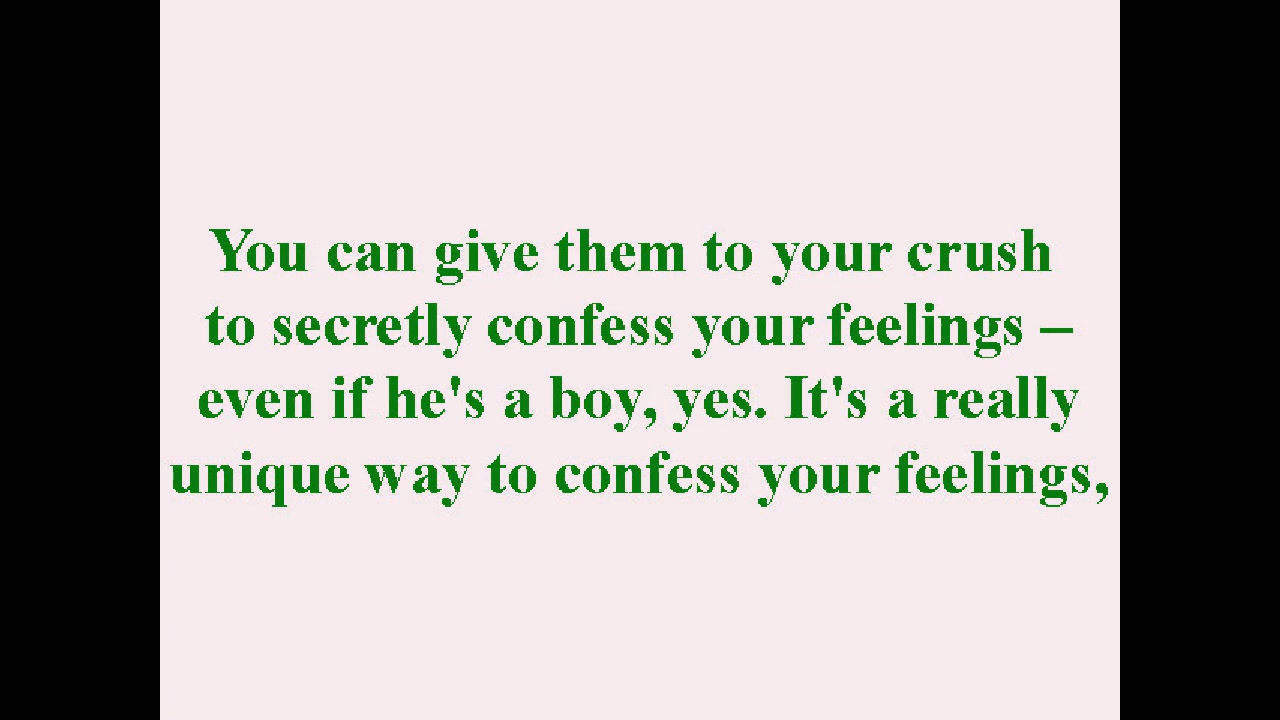 You can give them to your crush
to secretly confess your feelings –
even if he's a boy, yes. It's a really
unique way to confess your feelings,